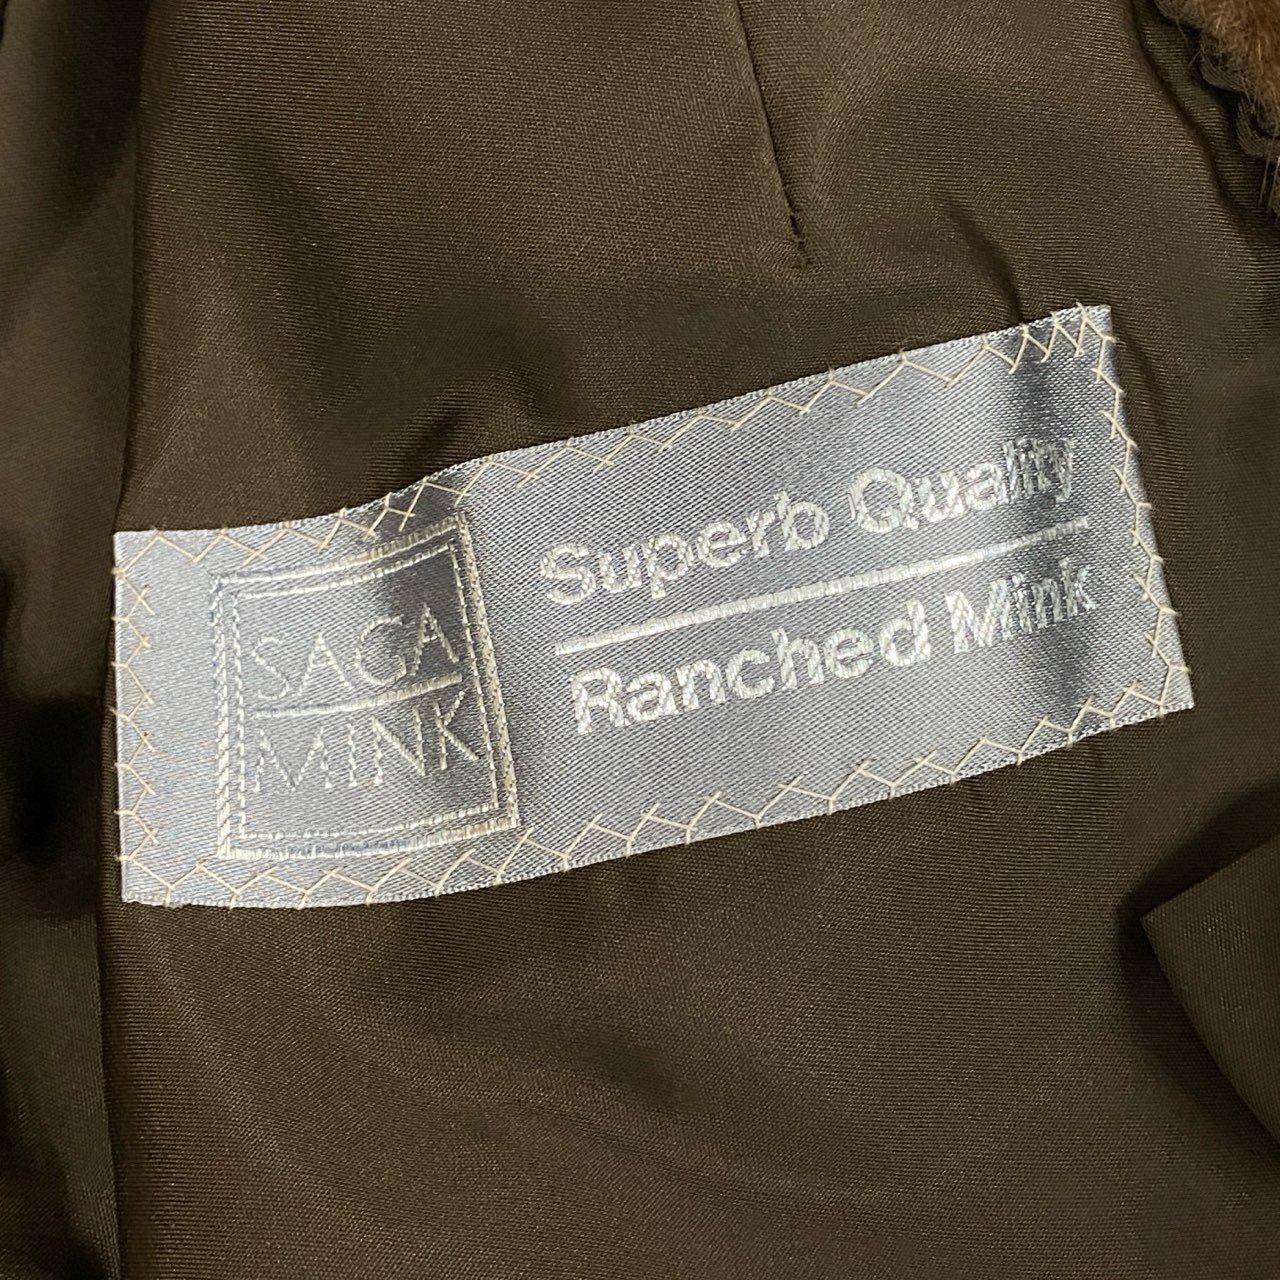 SAGA
MINK
Superb Quality
Ranched Mink